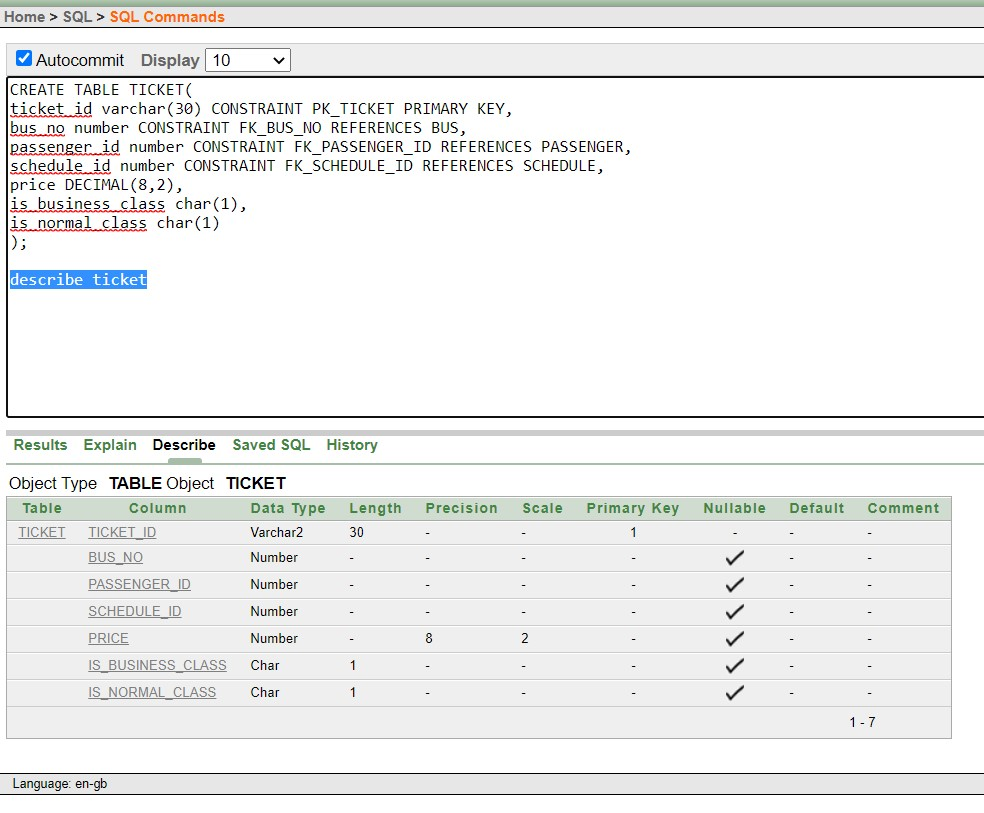 Home > SQL > SQL Commands
Autocommit Display 10
CREATE TABLE TICKET(
ticket_id varchar(30) CONSTRAINT PK_TICKET PRIMARY KEY,
bus_no number CONSTRAINT FK_BUS_NO REFERENCES BUS,
passenger_id number CONSTRAINT FK_PASSENGER_ID REFERENCES PASSENGER,
schedule_id number CONSTRAINT FK_SCHEDULE_ID REFERENCES SCHEDULE,
price DECIMAL(8,2),
is_business_class char(1),
is_normal_class char(1)
);
describe ticket
Results Explain Describe Saved SQL History
Object Type TABLE Object TICKET
Table Column Data Type Length Precision Scale Primary Key Nullable Default Comment
TICKET TICKET_ID Varchar2 30 - - 1 - - -
BUS_NO Number - - - - - -
PASSENGER_ID Number - - - - - -
SCHEDULE_ID Number - - - - - -
PRICE Number - 8 2 - - -
IS_BUSINESS_CLASS Char 1 - - - - -
IS_NORMAL_CLASS Char 1 - - - - -
1 - 7
Language: en-gb